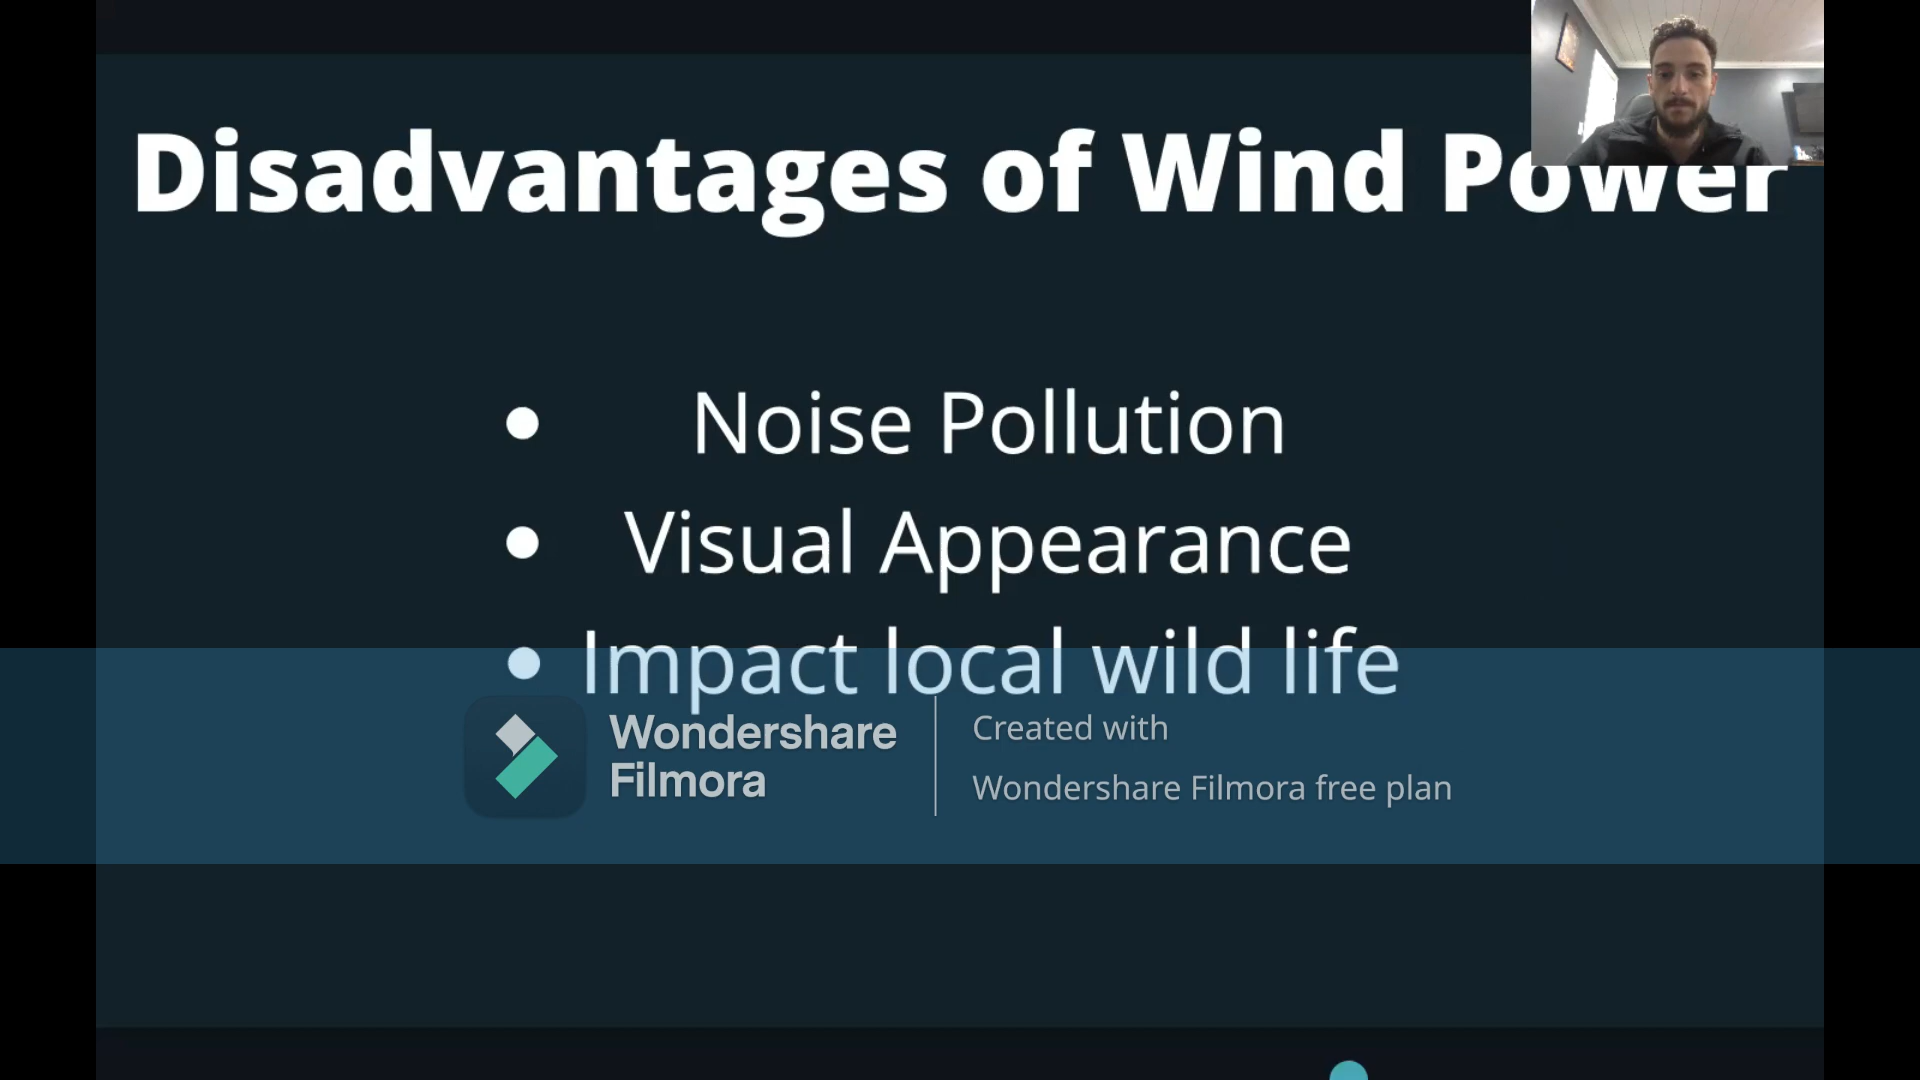 Disadvantages of Wind Power
Noise Pollution
Visual Appearance
Impact local wild life
Wondershare
Filmora
Created with
Wondershare Filmora free plan